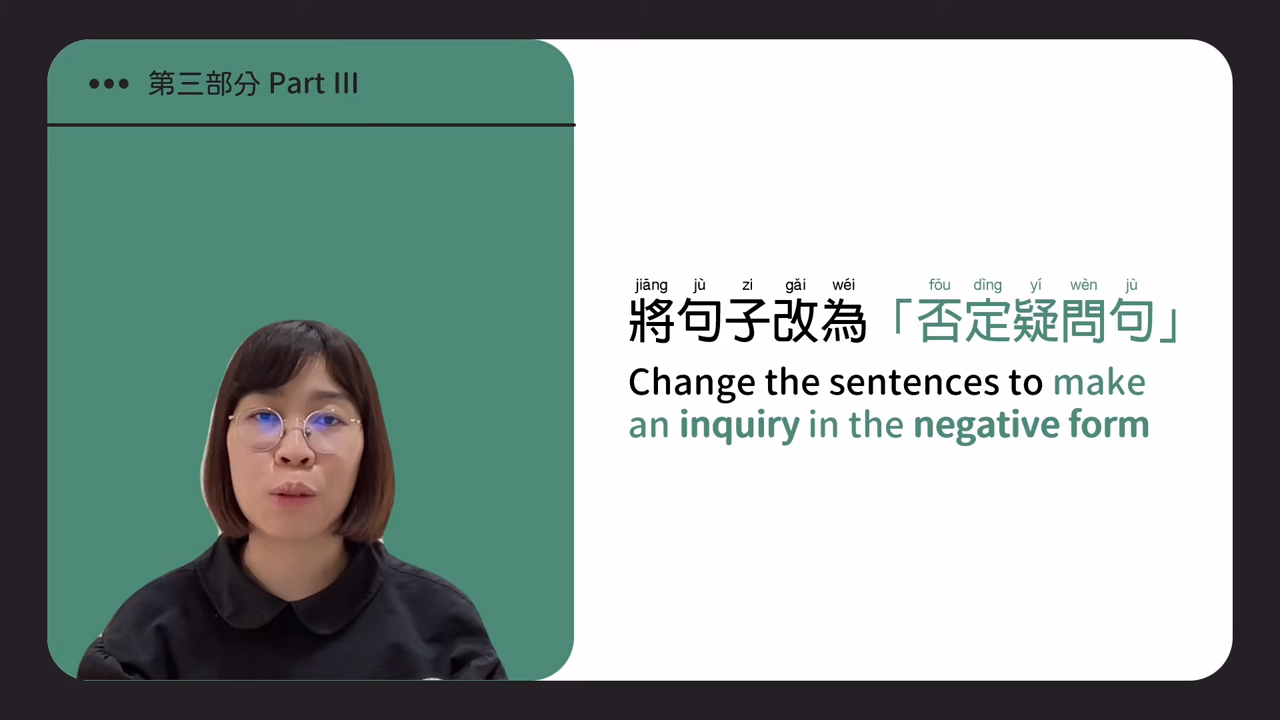 第三部分 Part III
jiāng jù zi gǎi wéi fǒu dìng yí wèn jù
將句子改為「否定疑問句」
Change the sentences to make
an inquiry in the negative form